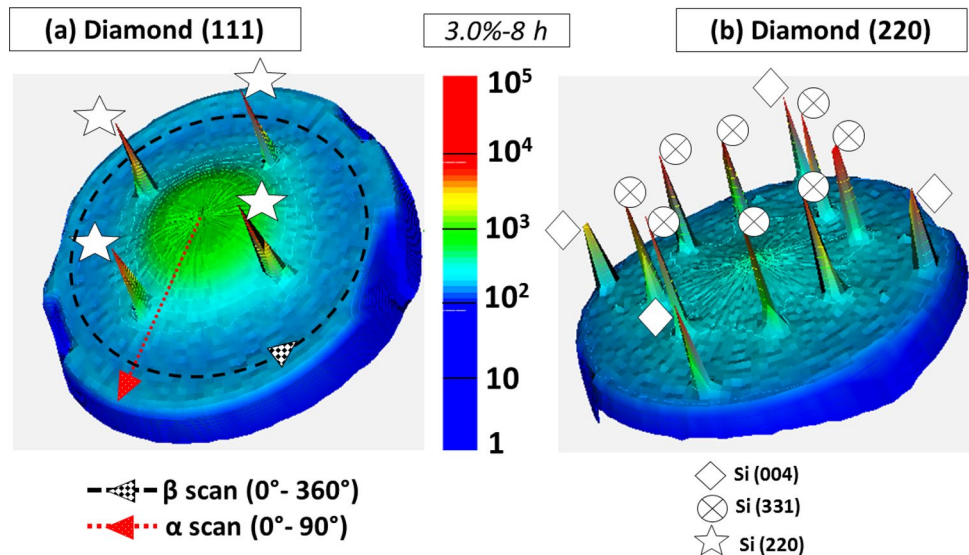 (a) Diamond (111)
3.0%-8 h
(b) Diamond (220)
10⁵
10⁴
10³
10²
10
1
β scan (0°- 360°)
α scan (0°- 90°)
Si (004)
Si (331)
Si (220)